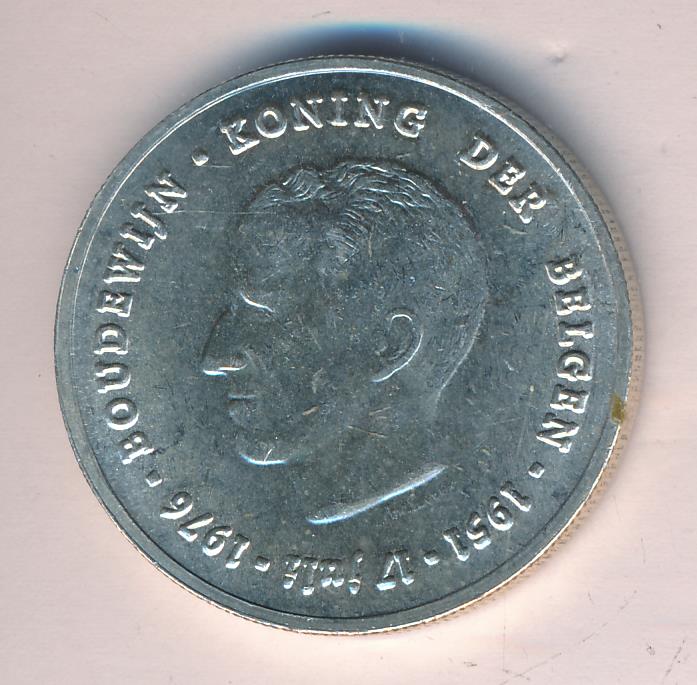 BOUDEWIJN · KONING DER BELGEN · 1951 · 17 juli · 1976 ·